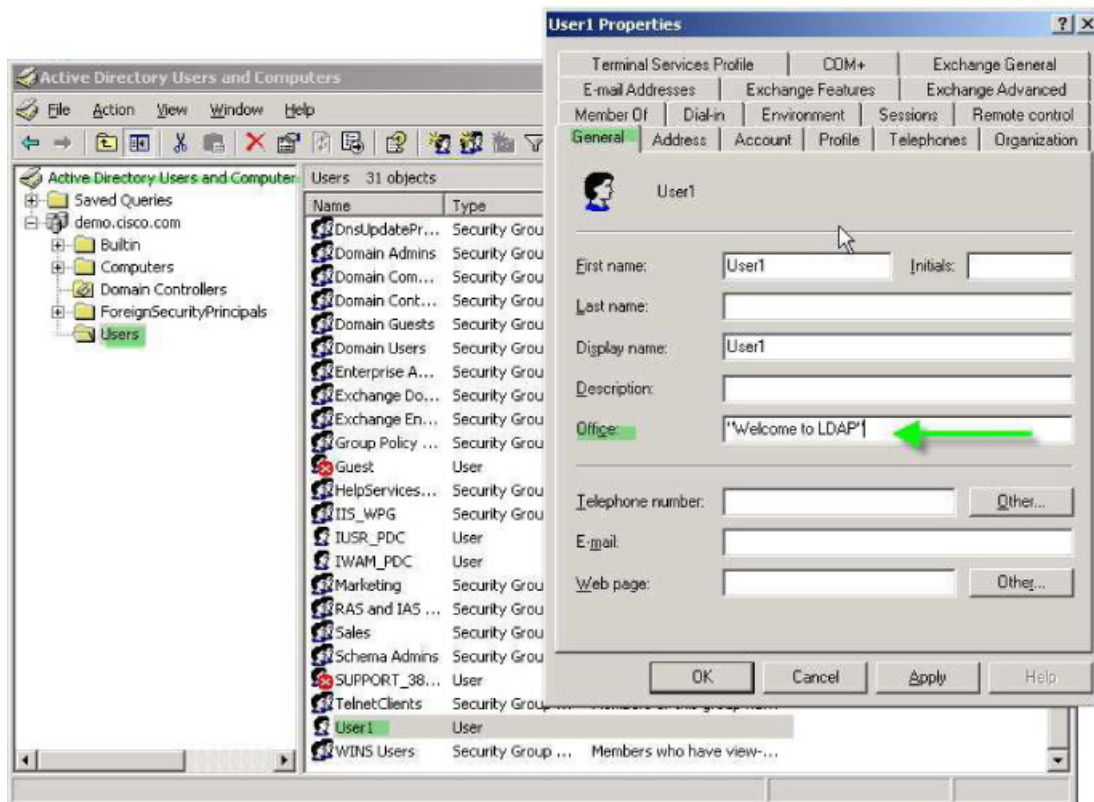 Active Directory Users and Computers
File Action View Window Help
Active Directory Users and Computer
Saved Queries
demo.cisco.com
Builtin
Computers
Domain Controllers
ForeignSecurityPrincipals
Users
Users 31 objects
Name Type
DnsUpdatePr... Security Grou
Domain Admins Security Grou
Domain Com... Security Grou
Domain Cont... Security Grou
Domain Guests Security Grou
Domain Users Security Grou
Enterprise A... Security Grou
Exchange Do... Security Grou
Exchange En... Security Grou
Group Policy ... Security Grou
Guest User
HelpServices... Security Grou
IIS_WPG Security Grou
IUSR_PDC User
IWAM_PDC User
Marketing Security Grou
RAS and IAS ... Security Grou
Sales Security Grou
Schema Admins Security Grou
SUPPORT_38... User
TelnetClients Security Group ...
User1 User
WINS Users Security Group ... Members who have view-...
User1 Properties
Terminal Services Profile COM+ Exchange General
E-mail Addresses Exchange Features Exchange Advanced
Member Of Dial-in Environment Sessions Remote control
General Address Account Profile Telephones Organization
User1
First name: User1 Initials:
Last name:
Display name: User1
Description:
Office: "Welcome to LDAP"
Telephone number: Other...
E-mail:
Web page: Other...
OK Cancel Apply Help